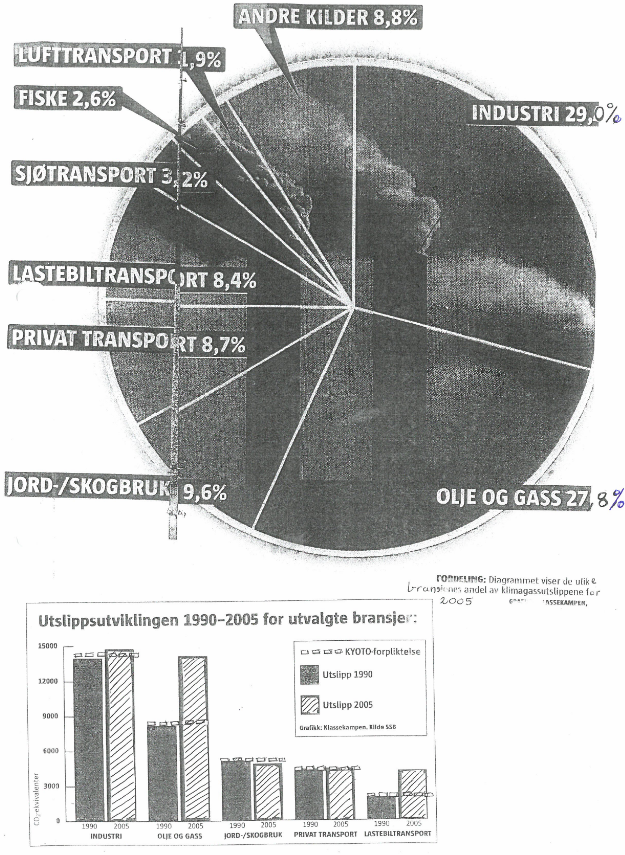 ANDRE KILDER 8,8%
LUFTTRANSPORT 1,9%
FISKE 2,6%
INDUSTRI 29,0%
SJØTRANSPORT 3,2%
LASTEBILTRANSPORT 8,4%
PRIVAT TRANSPORT 8,7%
JORD-/SKOGBRUK 9,6%
OLJE OG GASS 27,8%
FORDELING: Diagrammet viser de ulike
bransjenes andel av klimagassutslippene for
2005 KLASSEKAMPEN,
Utslippsutviklingen 1990–2005 for utvalgte bransjer:
KYOTO-forpliktelse
Utslipp 1990
Utslipp 2005
Grafikk: Klassekampen. Kilde SSB
CO2-ekvivalenter
15000
12000
9000
6000
3000
0
1990 2005 1990 2005 1990 2005 1990 2005 1990 2005
INDUSTRI OLJE OG GASS JORD-/SKOGBRUK PRIVAT TRANSPORT LASTEBILTRANSPORT